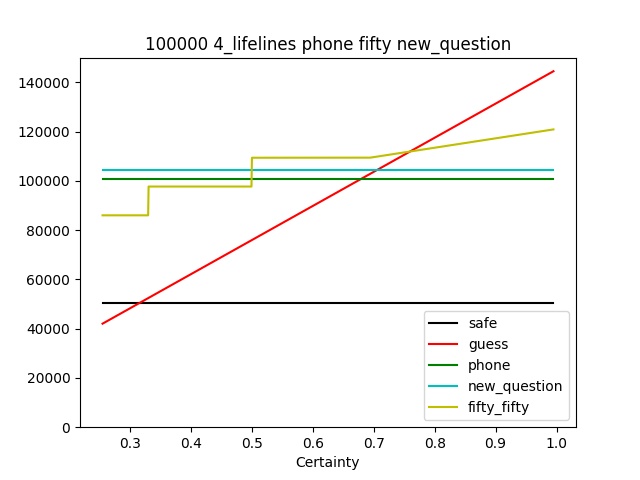 100000 4_lifelines phone fifty new_question
140000
120000
100000
80000
60000
40000
20000
0
safe
guess
phone
new_question
fifty_fifty
0.3 0.4 0.5 0.6 0.7 0.8 0.9 1.0
Certainty